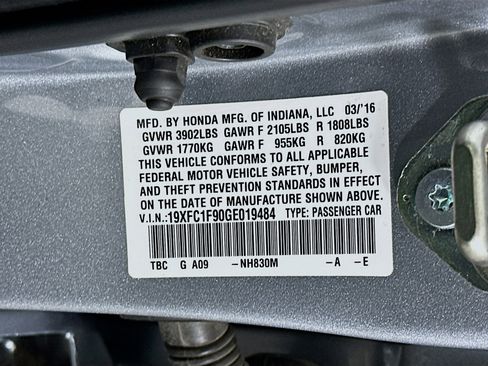 MFD. BY HONDA MFG. OF INDIANA, LLC 03/'16
GVWR 3902LBS GAWR F 2105LBS R 1808LBS
GVWR 1770KG GAWR F 955KG R 820KG
THIS VEHICLE CONFORMS TO ALL APPLICABLE
FEDERAL MOTOR VEHICLE SAFETY, BUMPER,
AND THEFT PREVENTION STANDARDS IN EFFECT
ON THE DATE OF MANUFACTURE SHOWN ABOVE.
V.I.N.:19XFC1F90GE019484 TYPE: PASSENGER CAR
TBC G A09 -NH830M -A -E